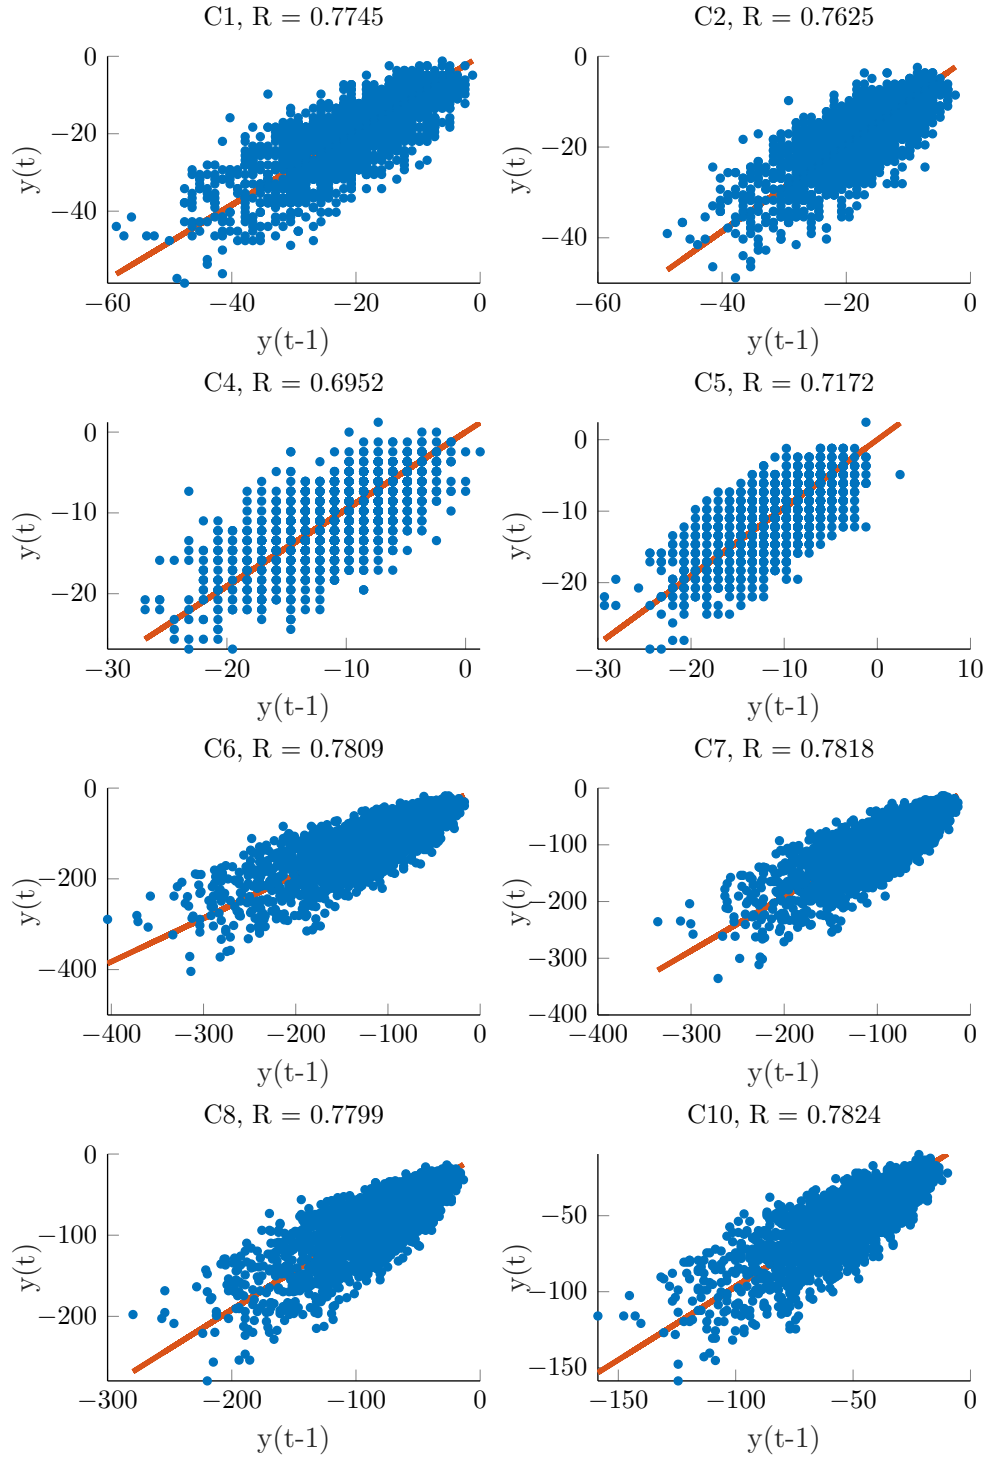 C1, R = 0.7745
0
−20
−40
y(t)
−60
−40
−20
0
y(t-1)
C2, R = 0.7625
0
−20
−40
y(t)
−60
−40
−20
0
y(t-1)
C4, R = 0.6952
0
−10
−20
y(t)
−30
−20
−10
0
y(t-1)
C5, R = 0.7172
0
−10
−20
y(t)
−30
−20
−10
0
10
y(t-1)
C6, R = 0.7809
0
−200
−400
y(t)
−400
−300
−200
−100
0
y(t-1)
C7, R = 0.7818
0
−100
−200
−300
−400
y(t)
−400
−300
−200
−100
0
y(t-1)
C8, R = 0.7799
0
−100
−200
y(t)
−300
−200
−100
0
y(t-1)
C10, R = 0.7824
−50
−100
−150
y(t)
−150
−100
−50
0
y(t-1)